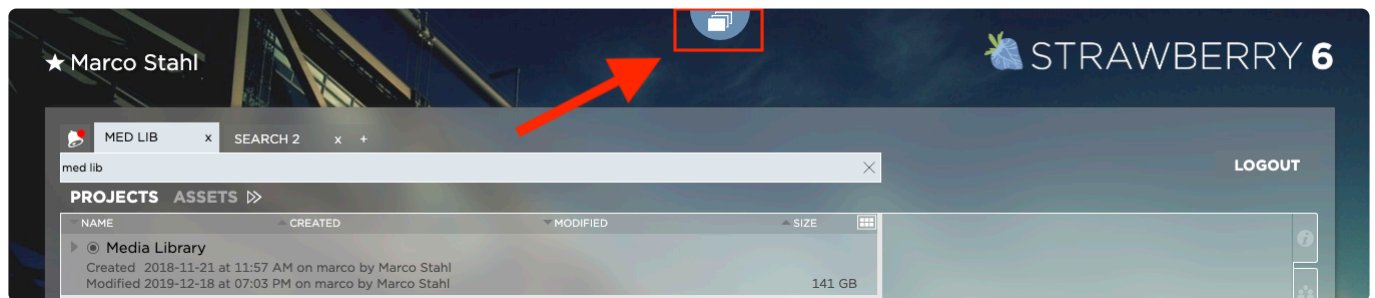 ★ Marco Stahl
STRAWBERRY 6
MED LIB x SEARCH 2 x +
med lib
LOGOUT
PROJECTS ASSETS
NAME CREATED MODIFIED SIZE
Media Library
Created 2018-11-21 at 11:57 AM on marco by Marco Stahl
Modified 2019-12-18 at 07:03 PM on marco by Marco Stahl 141 GB